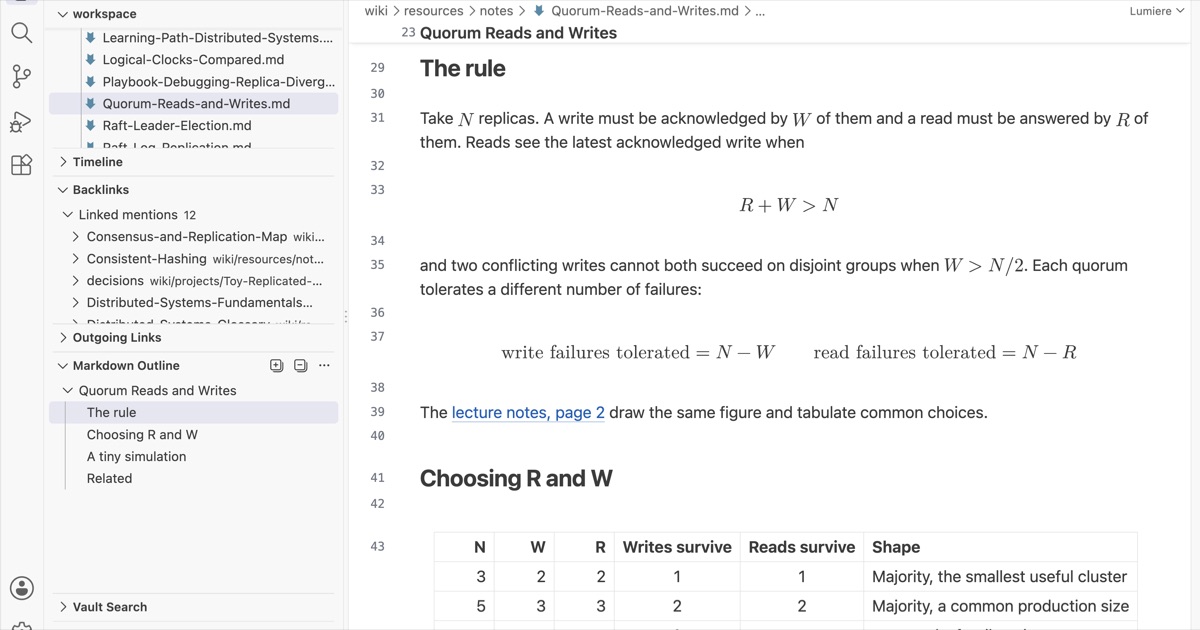 workspace
Learning-Path-Distributed-Systems....
Logical-Clocks-Compared.md
Playbook-Debugging-Replica-Diverg...
Quorum-Reads-and-Writes.md
Raft-Leader-Election.md
Raft-Log-Replication.md
Timeline
Backlinks
Linked mentions 12
Consensus-and-Replication-Map wiki...
Consistent-Hashing wiki/resources/not...
decisions wiki/projects/Toy-Replicated-...
Distributed-Systems-Fundamentals...
Distributed-Systems-Glossary wiki/re...
Outgoing Links
Markdown Outline
Quorum Reads and Writes
The rule
Choosing R and W
A tiny simulation
Related
Vault Search
wiki > resources > notes > Quorum-Reads-and-Writes.md > ...
Lumiere
23 Quorum Reads and Writes
29 The rule
30
31 Take N replicas. A write must be acknowledged by W of them and a read must be answered by R of
them. Reads see the latest acknowledged write when
32
33
R + W > N
34
35 and two conflicting writes cannot both succeed on disjoint groups when W > N/2. Each quorum
tolerates a different number of failures:
36
37
write failures tolerated = N − W read failures tolerated = N − R
38
39 The lecture notes, page 2 draw the same figure and tabulate common choices.
40
41 Choosing R and W
42
43 N W R Writes survive Reads survive Shape
3 2 2 1 1 Majority, the smallest useful cluster
5 3 3 2 2 Majority, a common production size